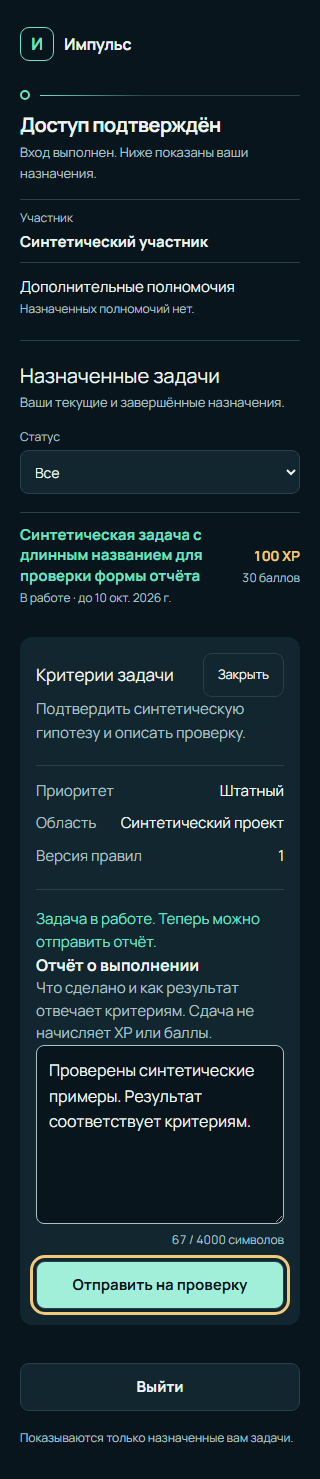 И Импульс
Доступ подтверждён
Вход выполнен. Ниже показаны ваши
назначения.
Участник
Синтетический участник
Дополнительные полномочия
Назначенных полномочий нет.
Назначенные задачи
Ваши текущие и завершённые назначения.
Статус
Все
Синтетическая задача с
длинным названием для
проверки формы отчёта
100 XP
30 баллов
В работе · до 10 окт. 2026 г.
Критерии задачи
Закрыть
Подтвердить синтетическую
гипотезу и описать проверку.
Приоритет Штатный
Область Синтетический проект
Версия правил 1
Задача в работе. Теперь можно
отправить отчёт.
Отчёт о выполнении
Что сделано и как результат
отвечает критериям. Сдача не
начисляет XP или баллы.
Проверены синтетические
примеры. Результат
соответствует критериям.
67 / 4000 символов
Отправить на проверку
Выйти
Показываются только назначенные вам задачи.